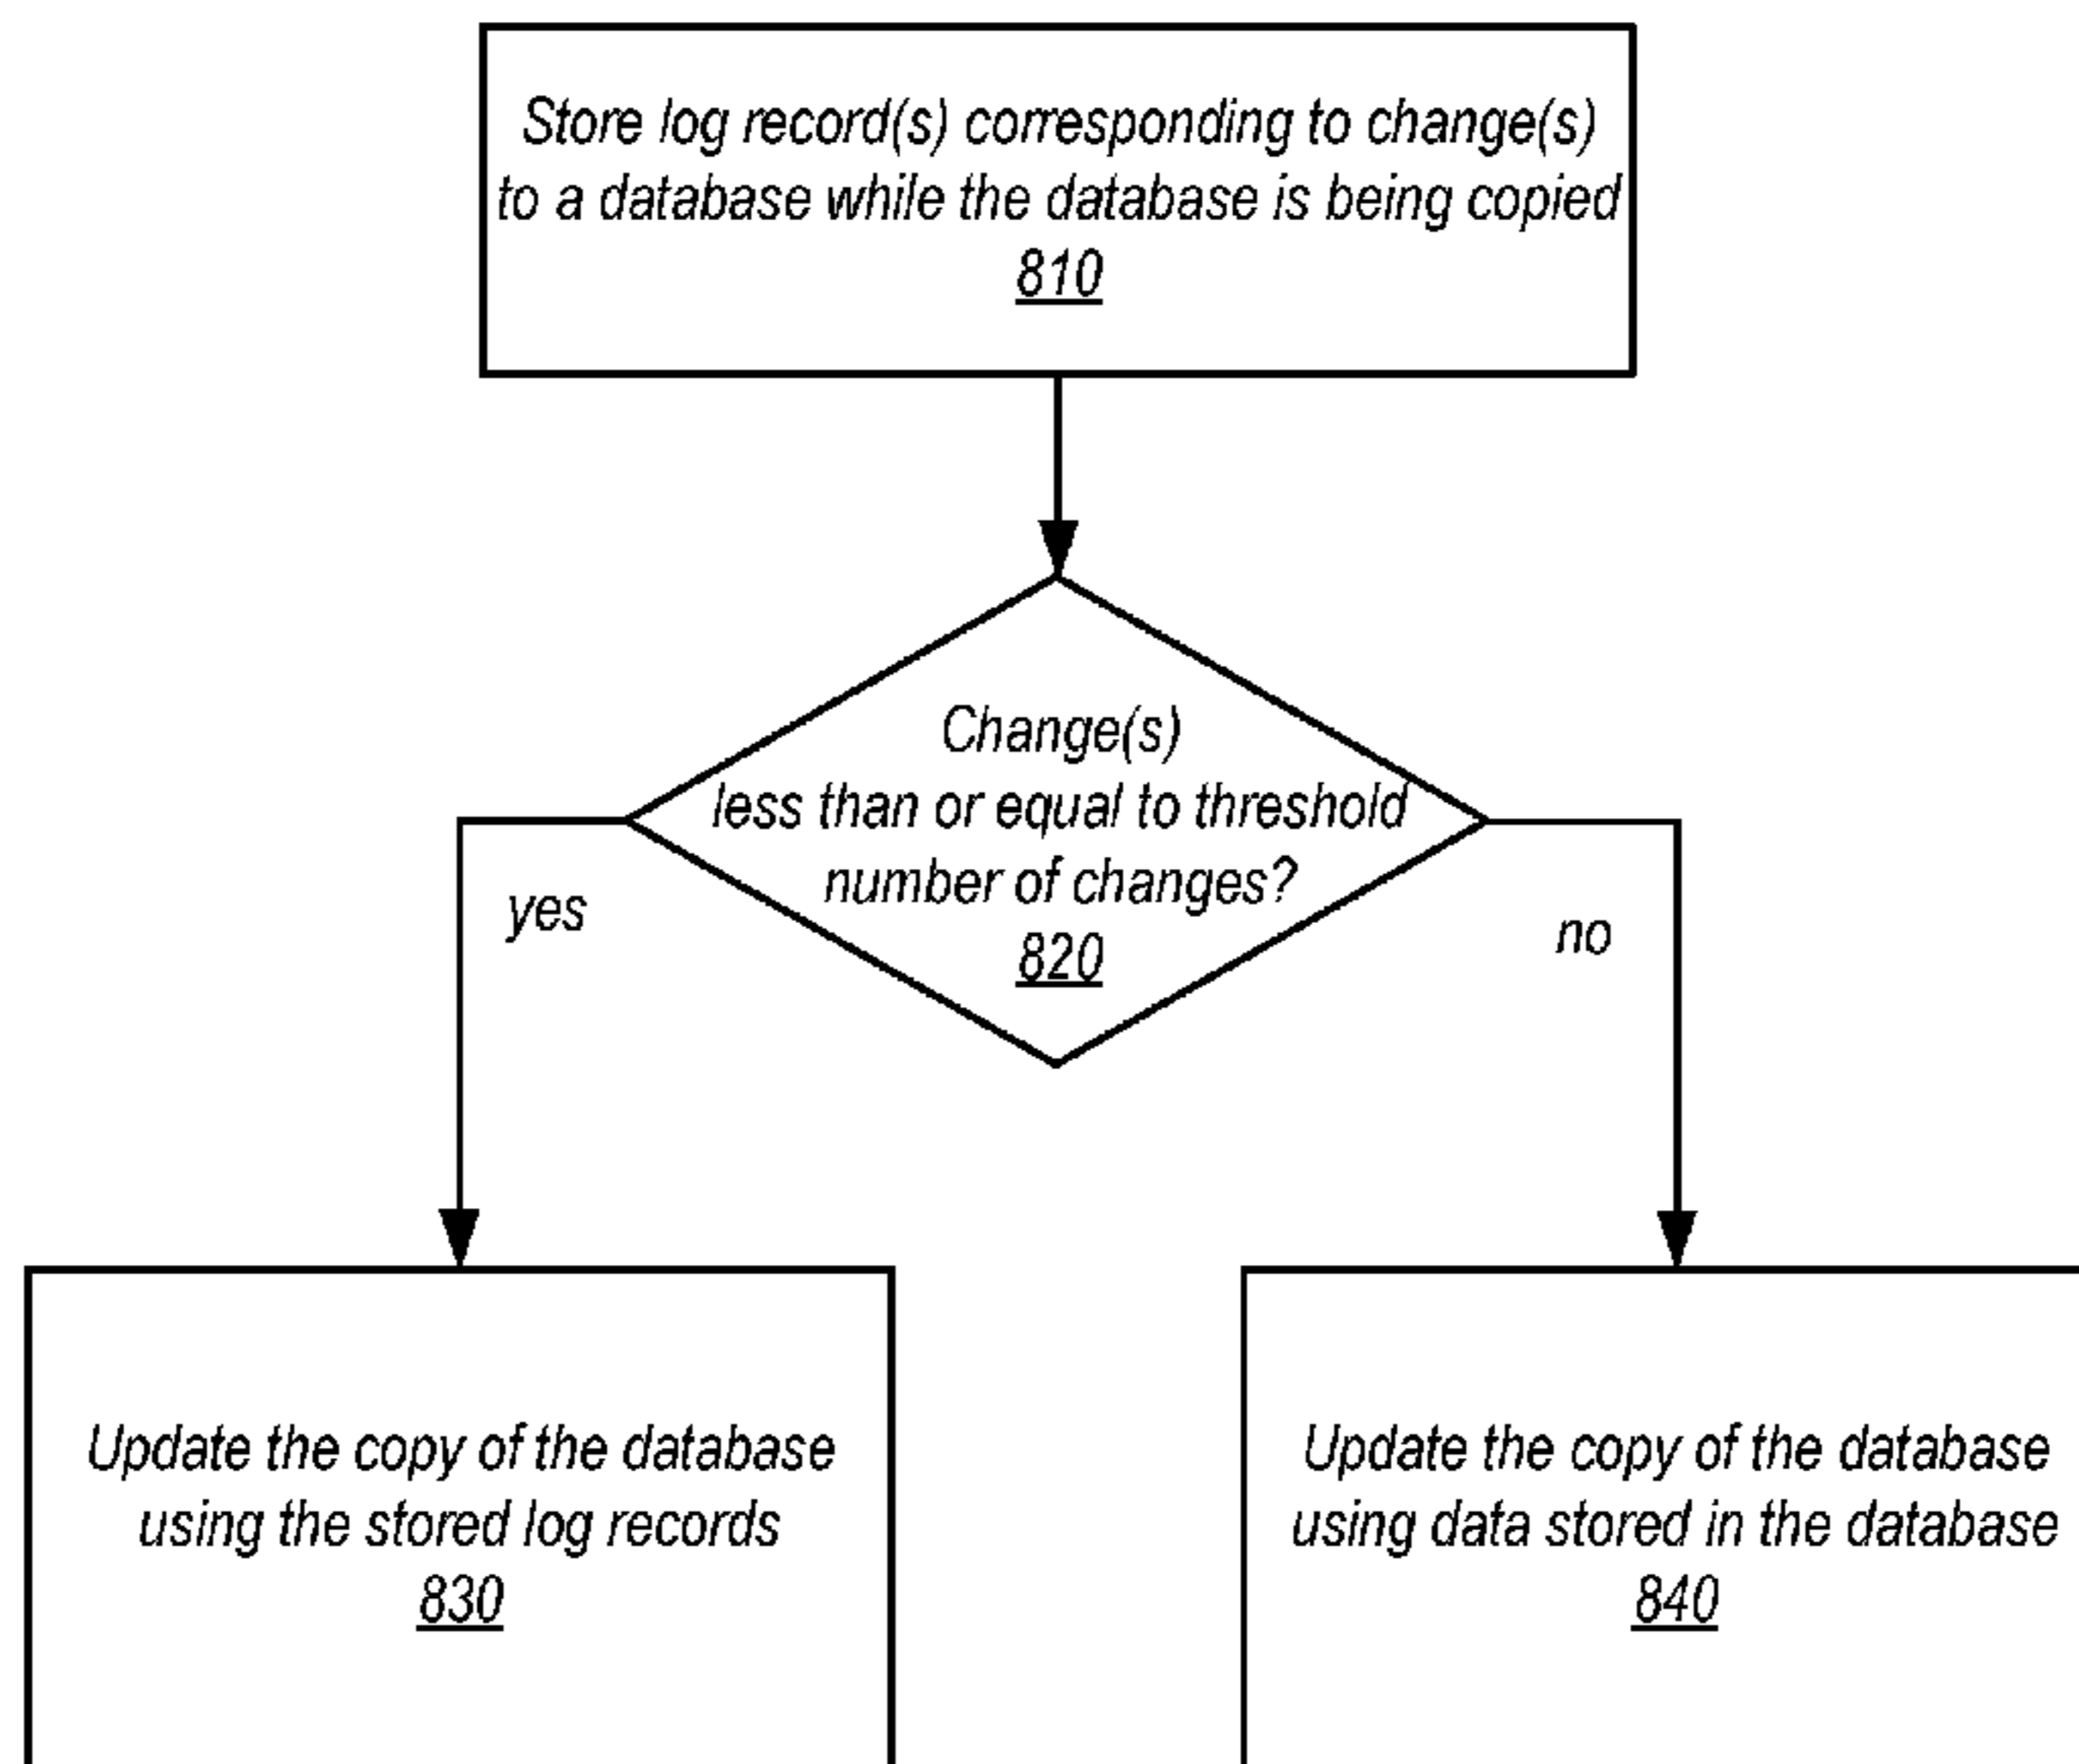 Store log record(s) corresponding to change(s)
to a database while the database is being copied
810
Change(s)
less than or equal to threshold
number of changes?
820
yes
no
Update the copy of the database
using the stored log records
830
Update the copy of the database
using data stored in the database
840